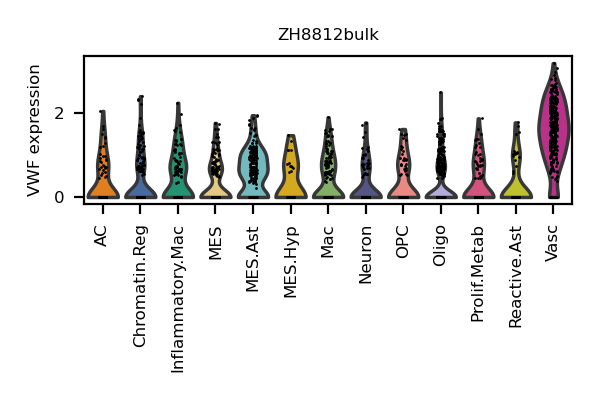 ZH8812bulk
VWF expression
2
0
AC
Chromatin.Reg
Inflammatory.Mac
MES
MES.Ast
MES.Hyp
Mac
Neuron
OPC
Oligo
Prolif.Metab
Reactive.Ast
Vasc